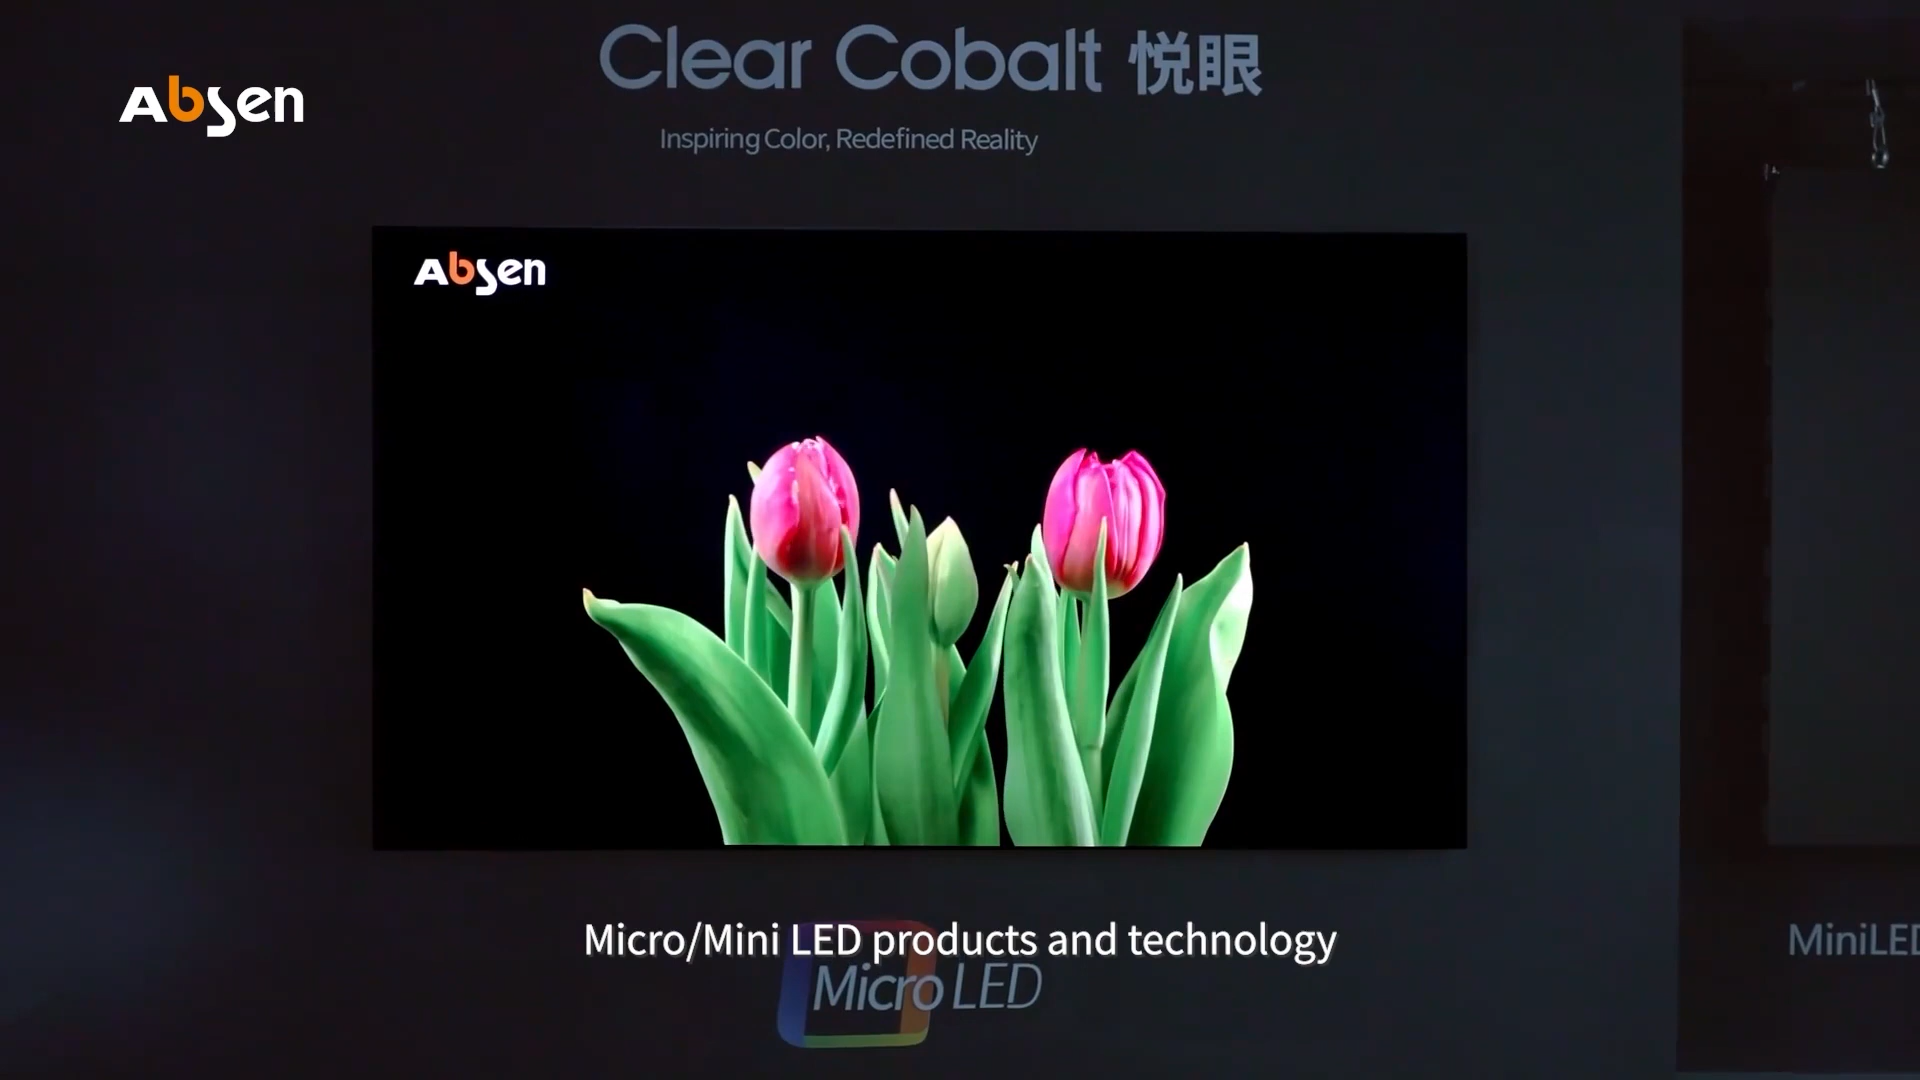 Clear Cobalt 悦眼
Absen
Inspiring Color, Redefined Reality
Absen
Micro/Mini LED products and technology
MiniLED
Micro LED